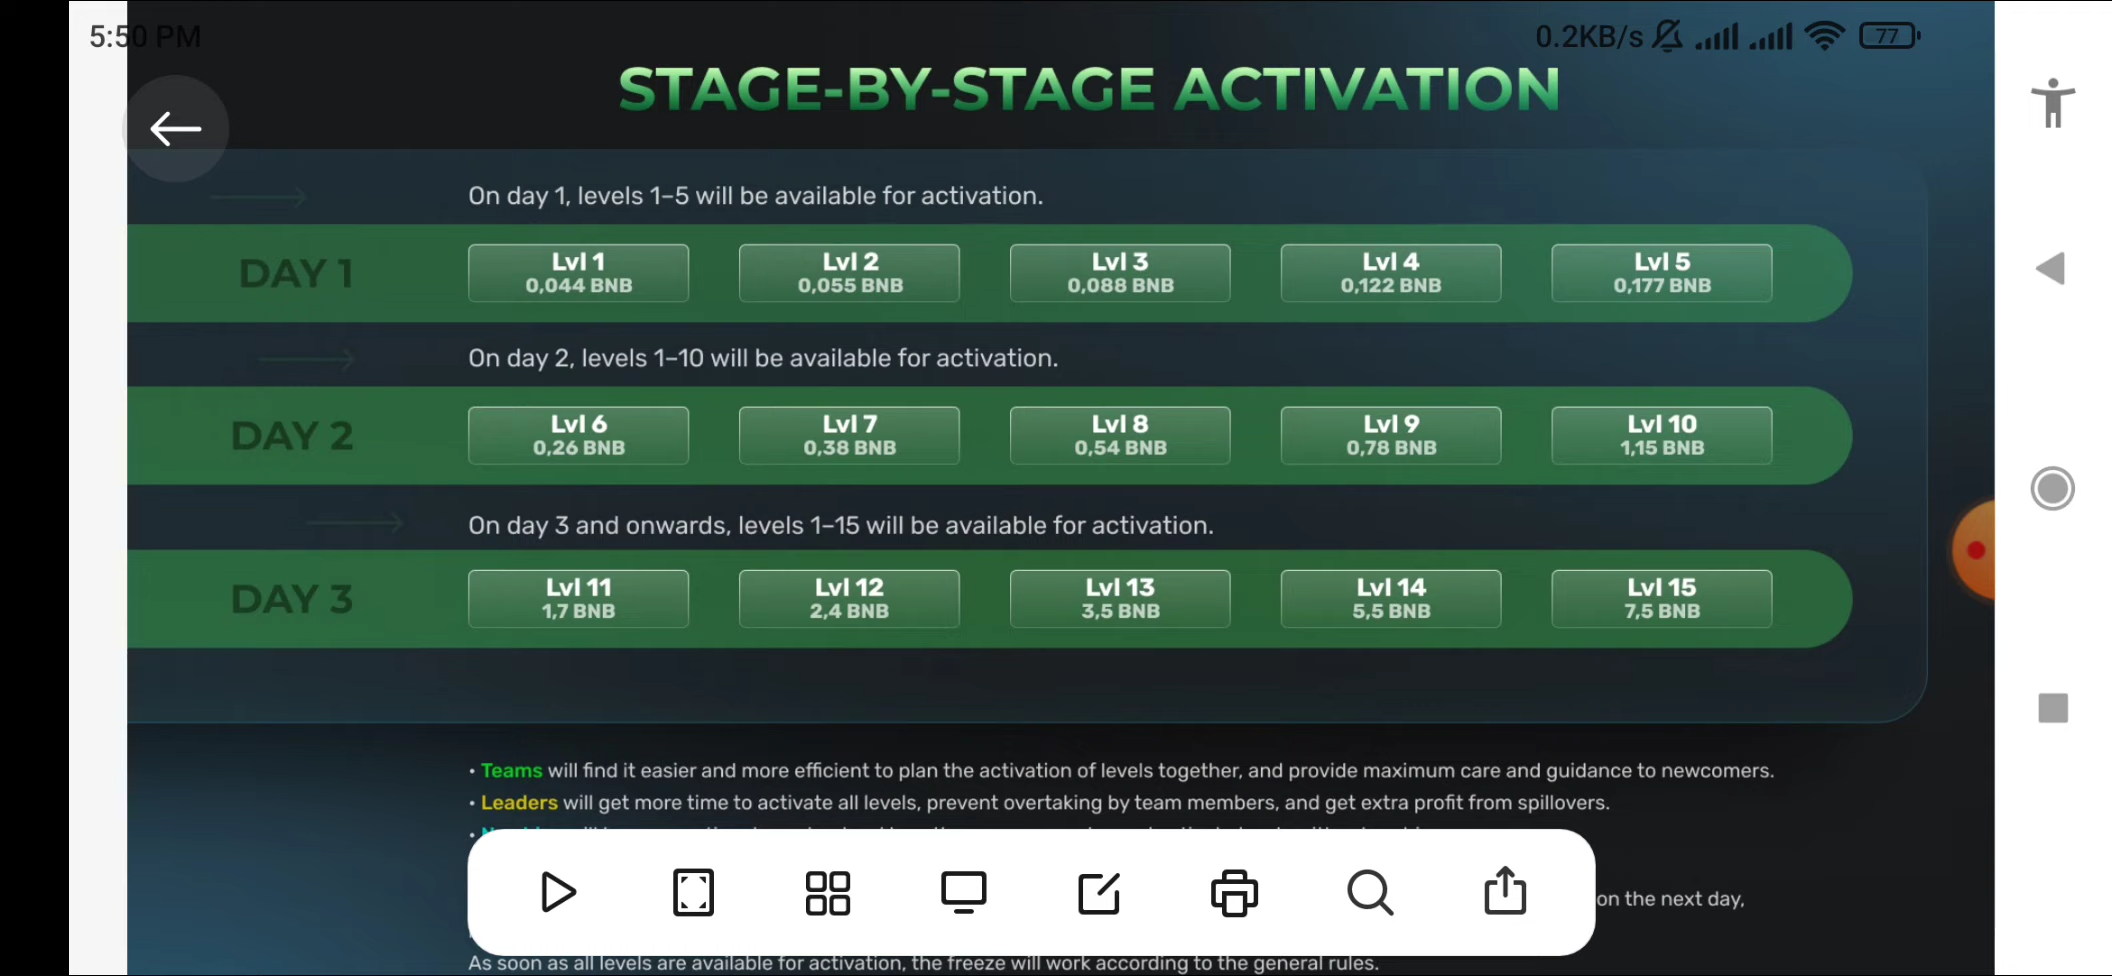 5:50 PM
0.2KB/s
77
STAGE-BY-STAGE ACTIVATION
On day 1, levels 1–5 will be available for activation.
DAY 1
Lvl 1
0,044 BNB
Lvl 2
0,055 BNB
Lvl 3
0,088 BNB
Lvl 4
0,122 BNB
Lvl 5
0,177 BNB
On day 2, levels 1–10 will be available for activation.
DAY 2
Lvl 6
0,26 BNB
Lvl 7
0,38 BNB
Lvl 8
0,54 BNB
Lvl 9
0,78 BNB
Lvl 10
1,15 BNB
On day 3 and onwards, levels 1–15 will be available for activation.
DAY 3
Lvl 11
1,7 BNB
Lvl 12
2,4 BNB
Lvl 13
3,5 BNB
Lvl 14
5,5 BNB
Lvl 15
7,5 BNB
• Teams will find it easier and more efficient to plan the activation of levels together, and provide maximum care and guidance to newcomers.
• Leaders will get more time to activate all levels, prevent overtaking by team members, and get extra profit from spillovers.
on the next day,
As soon as all levels are available for activation, the freeze will work according to the general rules.